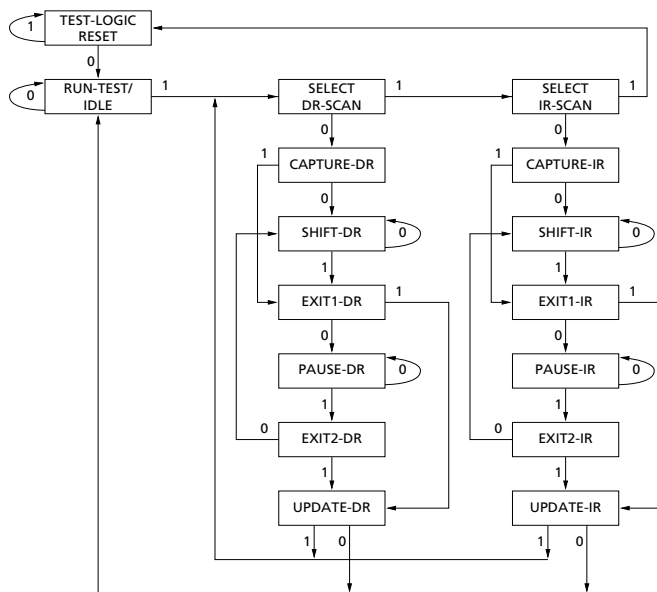 TEST-LOGIC
RESET
1
0
RUN-TEST/
IDLE
0
1
SELECT
DR-SCAN
1
SELECT
IR-SCAN
1
0
0
1
CAPTURE-DR
1
CAPTURE-IR
0
0
SHIFT-DR
0
SHIFT-IR
0
1
1
EXIT1-DR
1
EXIT1-IR
1
0
0
PAUSE-DR
0
PAUSE-IR
0
1
1
0
EXIT2-DR
0
EXIT2-IR
1
1
UPDATE-DR
UPDATE-IR
1
0
1
0